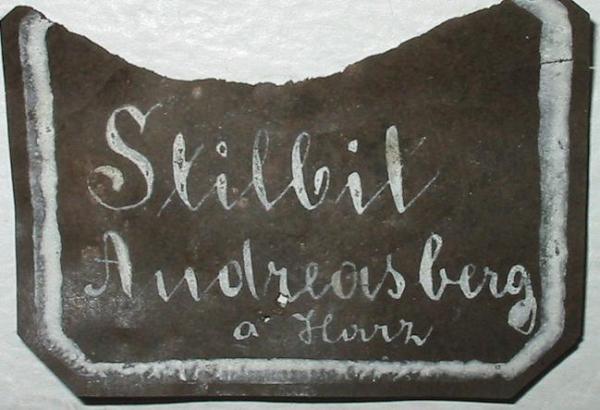 Stilbit
Andreasberg
a Harz